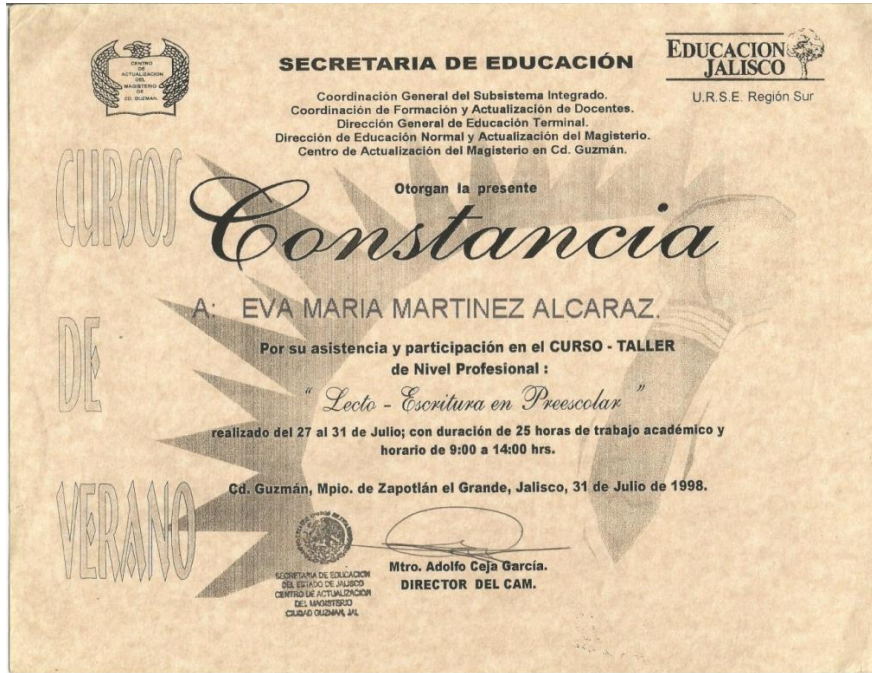 CENTRO
DE
ACTUALIZACION
DEL
MAGISTERIO
DE
CD. GUZMAN.
SECRETARIA DE EDUCACIÓN
EDUCACION
JALISCO
U.R.S.E. Región Sur
Coordinación General del Subsistema Integrado.
Coordinación de Formación y Actualización de Docentes.
Dirección General de Educación Terminal.
Dirección de Educación Normal y Actualización del Magisterio.
Centro de Actualización del Magisterio en Cd. Guzmán.
CURSOS
DE
VERANO
Otorgan la presente
Constancia
A: EVA MARIA MARTINEZ ALCARAZ.
Por su asistencia y participación en el CURSO - TALLER
de Nivel Profesional :
" Lecto - Escritura en Preescolar "
realizado del 27 al 31 de Julio; con duración de 25 horas de trabajo académico y
horario de 9:00 a 14:00 hrs.
Cd. Guzmán, Mpio. de Zapotlán el Grande, Jalisco, 31 de Julio de 1998.
SECRETARIA DE EDUCACION
DEL ESTADO DE JALISCO
CENTRO DE ACTUALIZACION
DEL MAGISTERIO
CIUDAD GUZMAN, JAL
Mtro. Adolfo Ceja García.
DIRECTOR DEL CAM.